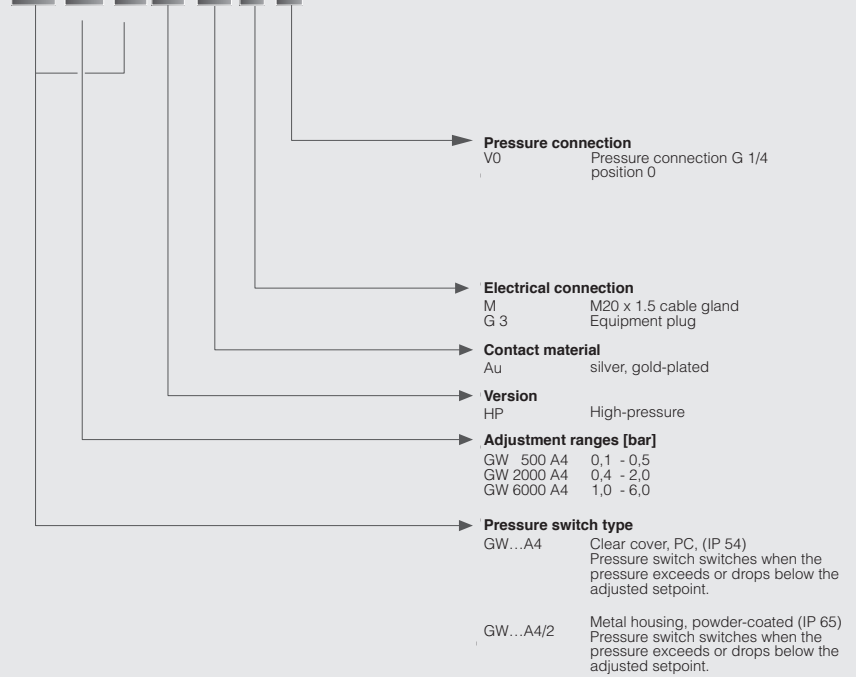 Pressure connection
V0 Pressure connection G 1/4
position 0
Electrical connection
M M20 x 1.5 cable gland
G 3 Equipment plug
Contact material
Au silver, gold-plated
Version
HP High-pressure
Adjustment ranges [bar]
GW 500 A4 0,1 - 0,5
GW 2000 A4 0,4 - 2,0
GW 6000 A4 1,0 - 6,0
Pressure switch type
GW…A4 Clear cover, PC, (IP 54)
Pressure switch switches when the
pressure exceeds or drops below the
adjusted setpoint.
Metal housing, powder-coated (IP 65)
GW…A4/2 Pressure switch switches when the
pressure exceeds or drops below the
adjusted setpoint.